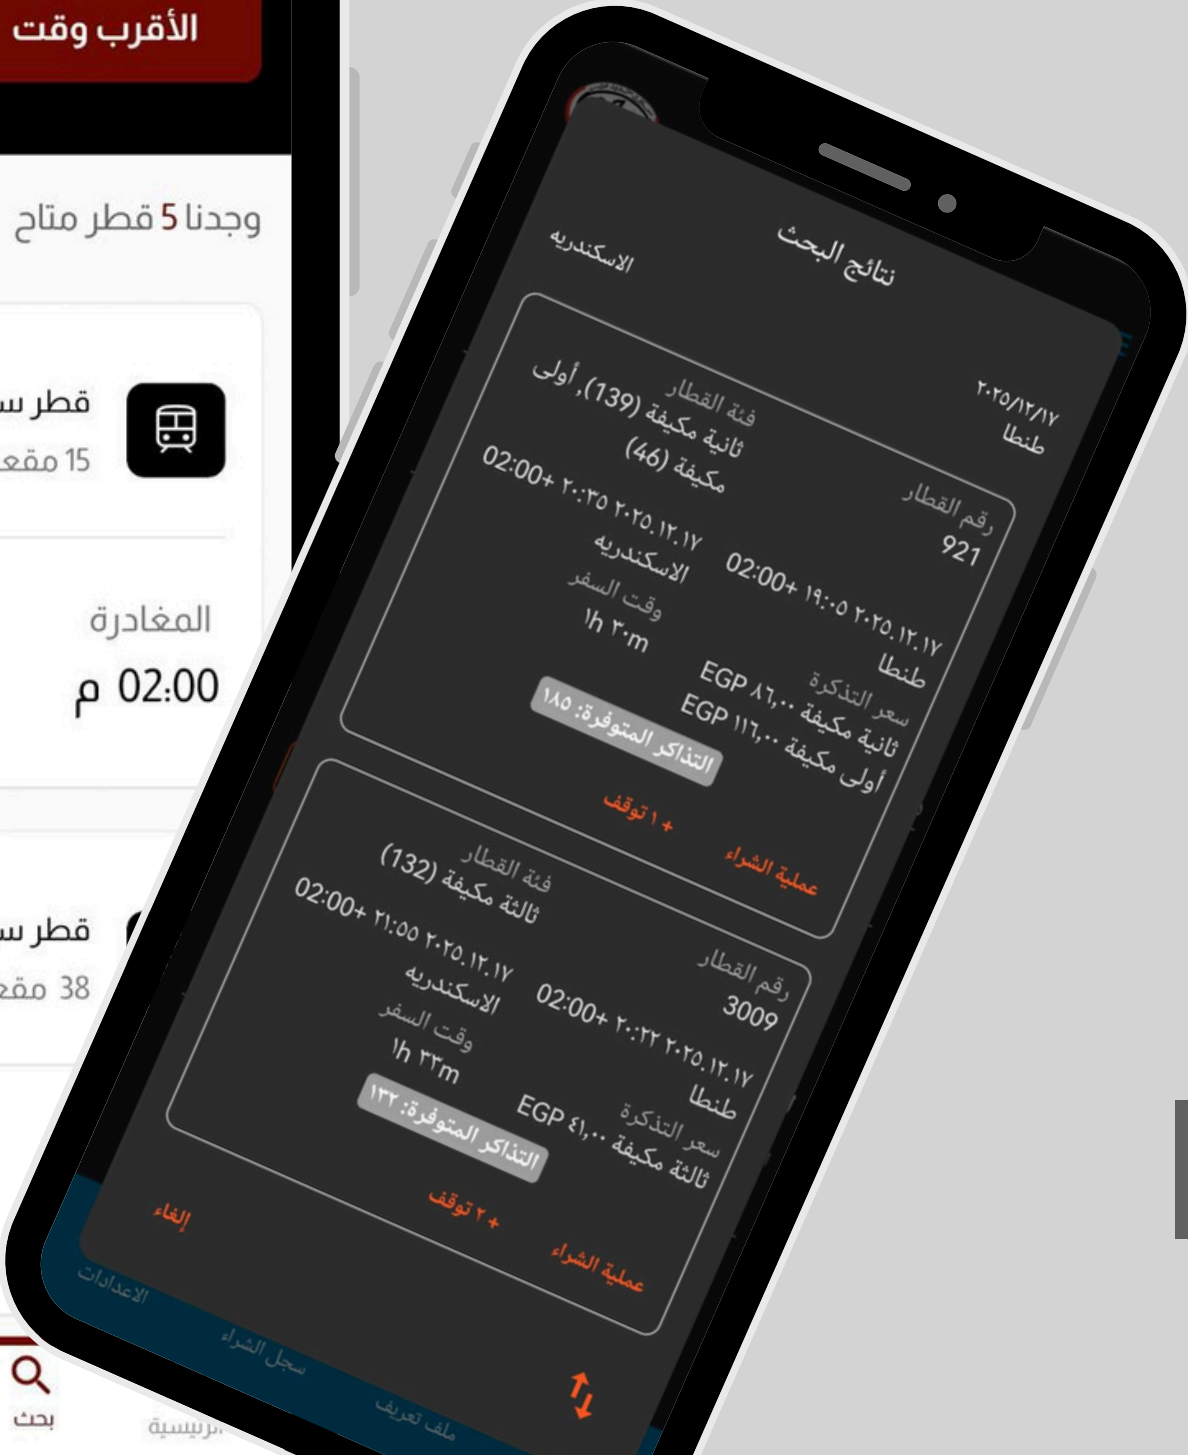 الأقرب وقت
وجدنا 5 قطر متاح
قطر
15
المغادرة
02:00 م
قطر
38
بحث
الرئيسية
نتائج البحث
الاسكندريه
٢٠٢٥/١٢/١٧
طنطا
رقم القطار
921
فئة القطار
ثانية مكيفة (139), أولى
مكيفة (46)
٢٠٢٥.١٢.١٧ ١٩:٠٥ +02:00
طنطا
٢٠٢٥.١٢.١٧ ٢٠:٣٥ +02:00
الاسكندريه
وقت السفر
١h ٣٠m
سعر التذكرة
ثانية مكيفة ٨٦,٠٠ EGP
أولى مكيفة ١١٦,٠٠ EGP
التذاكر المتوفرة: ١٨٥
عملية الشراء
+ ١ توقف
رقم القطار
3009
فئة القطار
ثالثة مكيفة (132)
٢٠٢٥.١٢.١٧ ٢٠:٢٢ +02:00
طنطا
٢٠٢٥.١٢.١٧ ٢١:٥٥ +02:00
الاسكندريه
وقت السفر
١h ٣٣m
سعر التذكرة
ثالثة مكيفة ٤١,٠٠ EGP
التذاكر المتوفرة: ١٣٢
عملية الشراء
+ ٢ توقف
إلغاء
ملف تعريف
سجل الشراء
الاعدادات